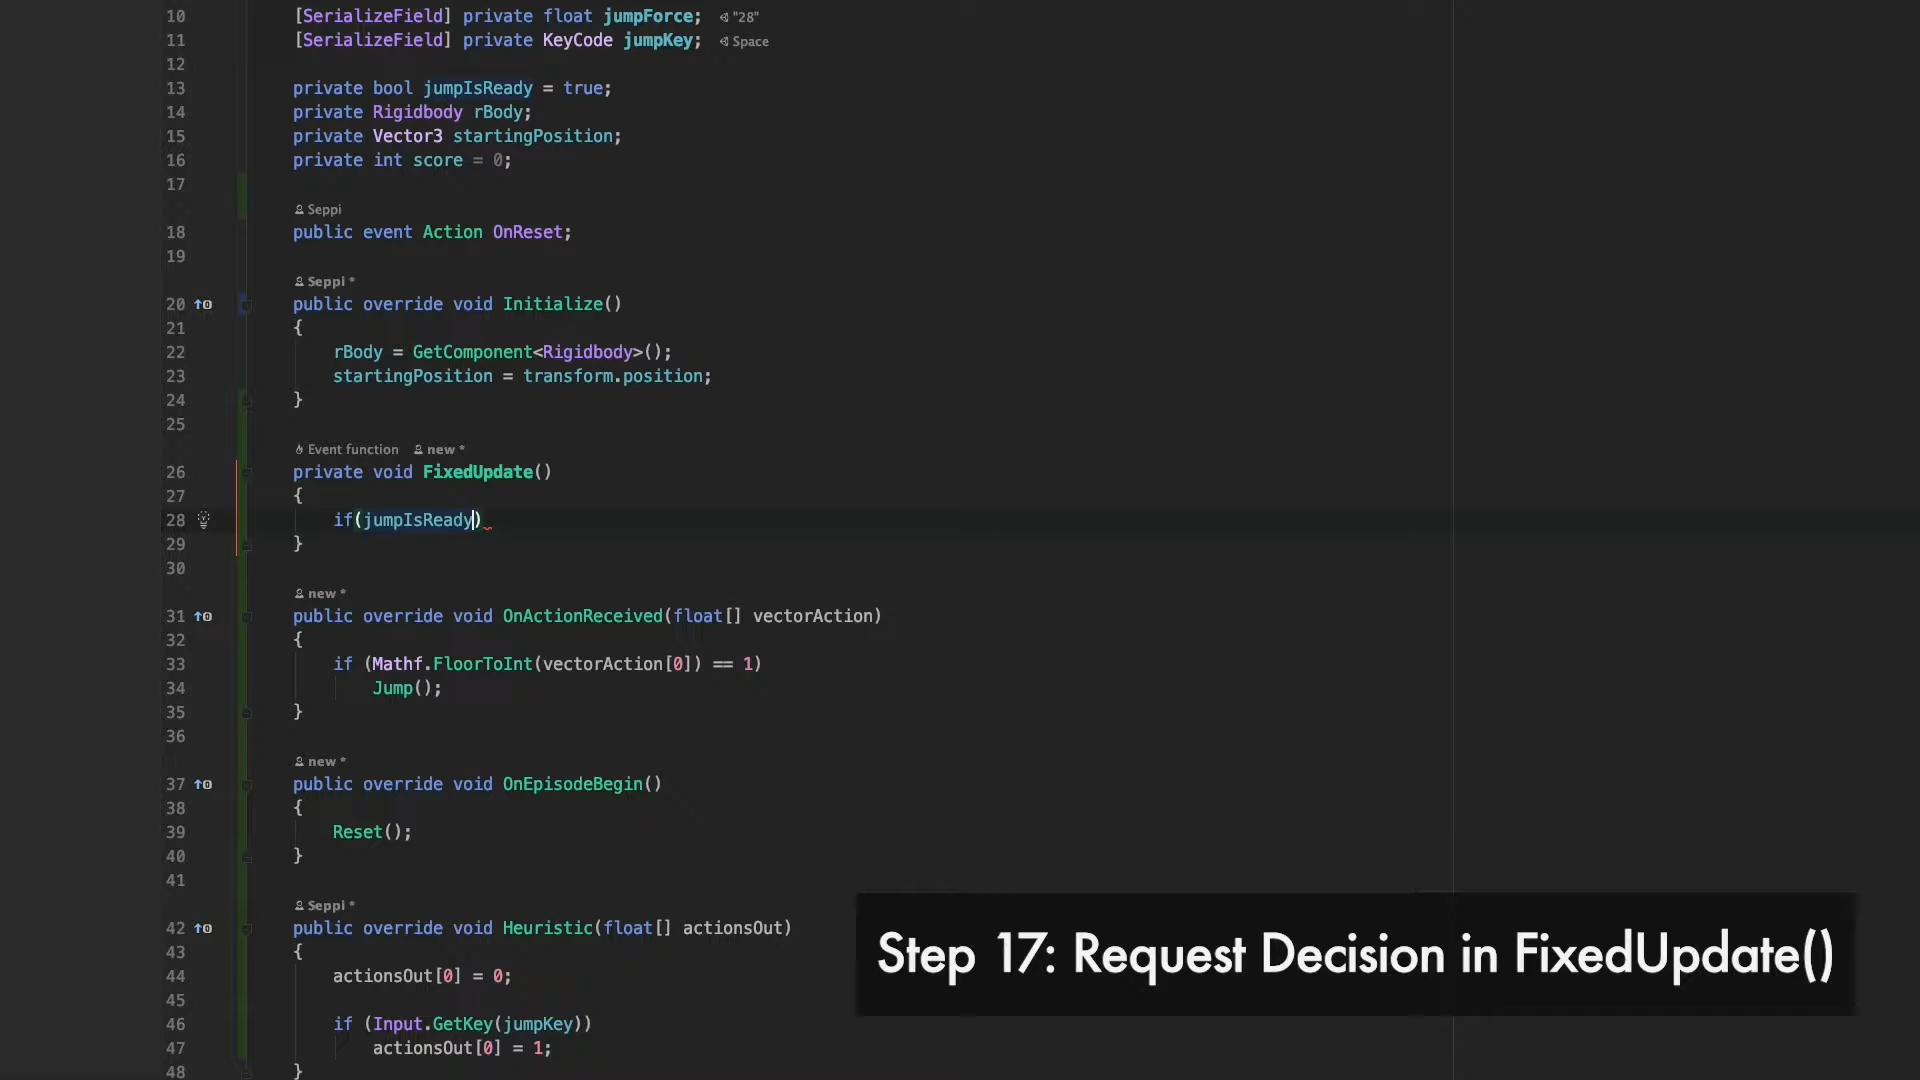 10 [SerializeField] private float jumpForce; "28"
11 [SerializeField] private KeyCode jumpKey; Space
12
13 private bool jumpIsReady = true;
14 private Rigidbody rBody;
15 private Vector3 startingPosition;
16 private int score = 0;
17
Seppi
18 public event Action OnReset;
19
Seppi *
20 public override void Initialize()
21 {
22 rBody = GetComponent<Rigidbody>();
23 startingPosition = transform.position;
24 }
25
Event function new *
26 private void FixedUpdate()
27 {
28 if(jumpIsReady)
29 }
30
new *
31 public override void OnActionReceived(float[] vectorAction)
32 {
33 if (Mathf.FloorToInt(vectorAction[0]) == 1)
34 Jump();
35 }
36
new *
37 public override void OnEpisodeBegin()
38 {
39 Reset();
40 }
41
Seppi *
42 public override void Heuristic(float[] actionsOut)
43 {
44 actionsOut[0] = 0;
45
46 if (Input.GetKey(jumpKey))
47 actionsOut[0] = 1;
48 }
Step 17: Request Decision in FixedUpdate()